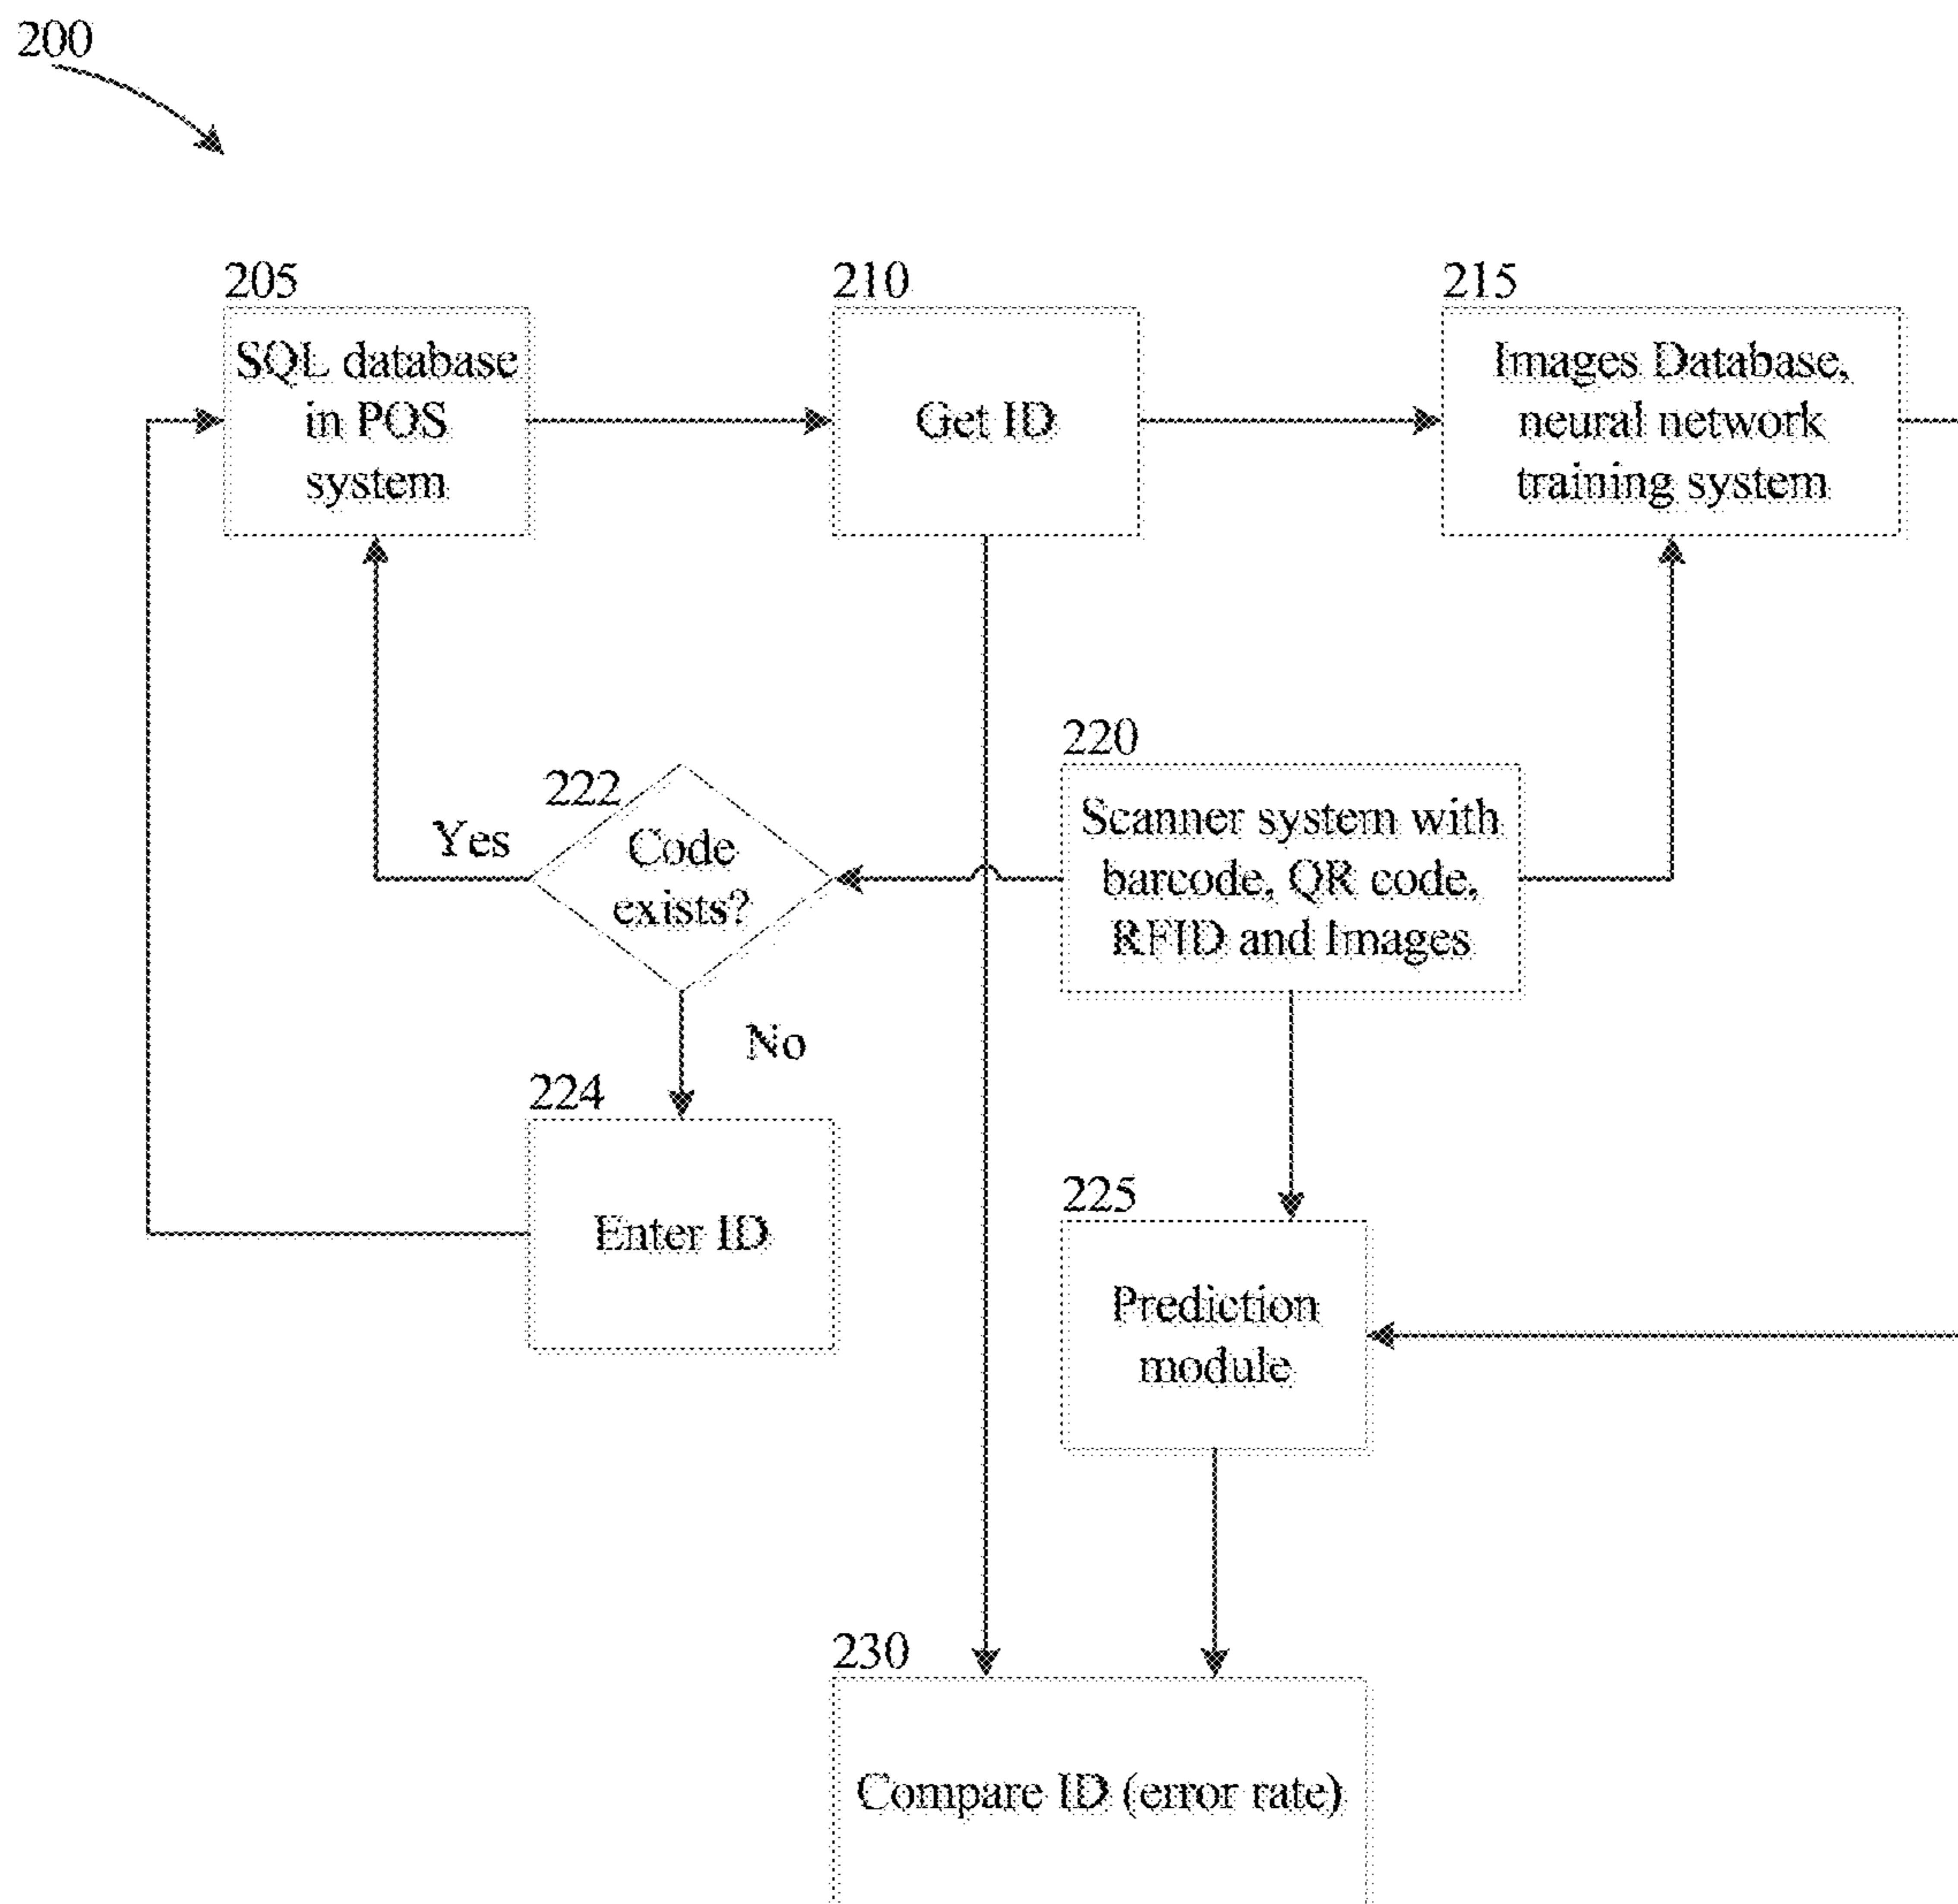 200
205
SQL database
in POS
system
210
Get ID
215
Images Database,
neural network
training system
220
Scanner system with
barcode, QR code,
RFID and Images
222
Code
exists?
Yes
No
224
Enter ID
225
Prediction
module
230
Compare ID (error rate)